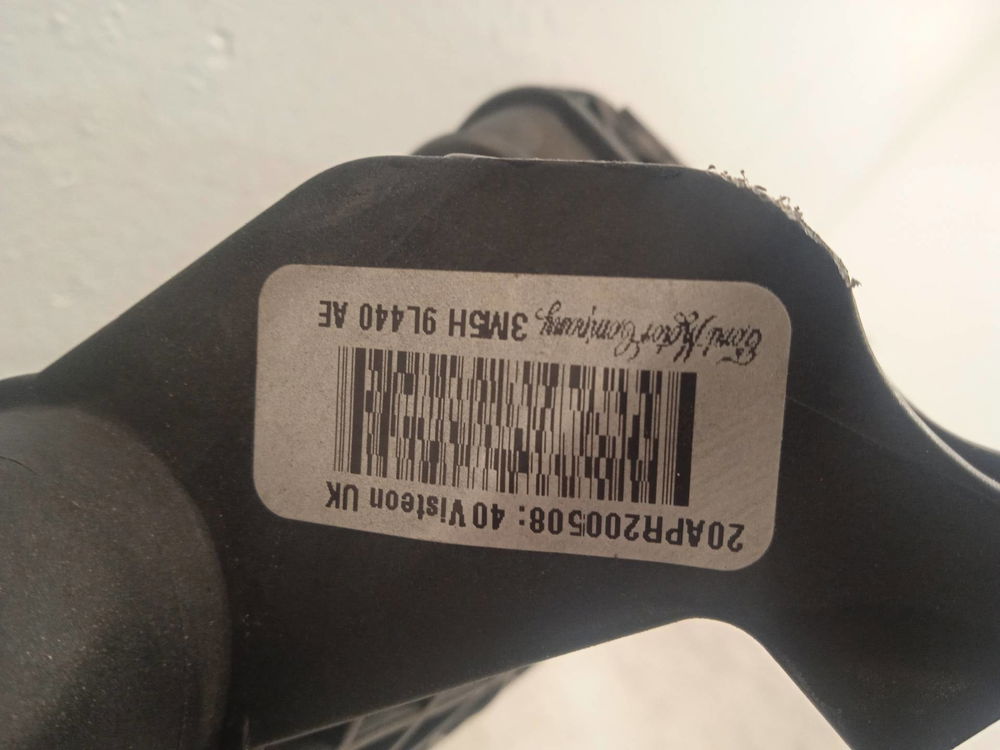 20APR200508:40 Visteon UK
Ford Motor Company 3M5H 9L440 AE